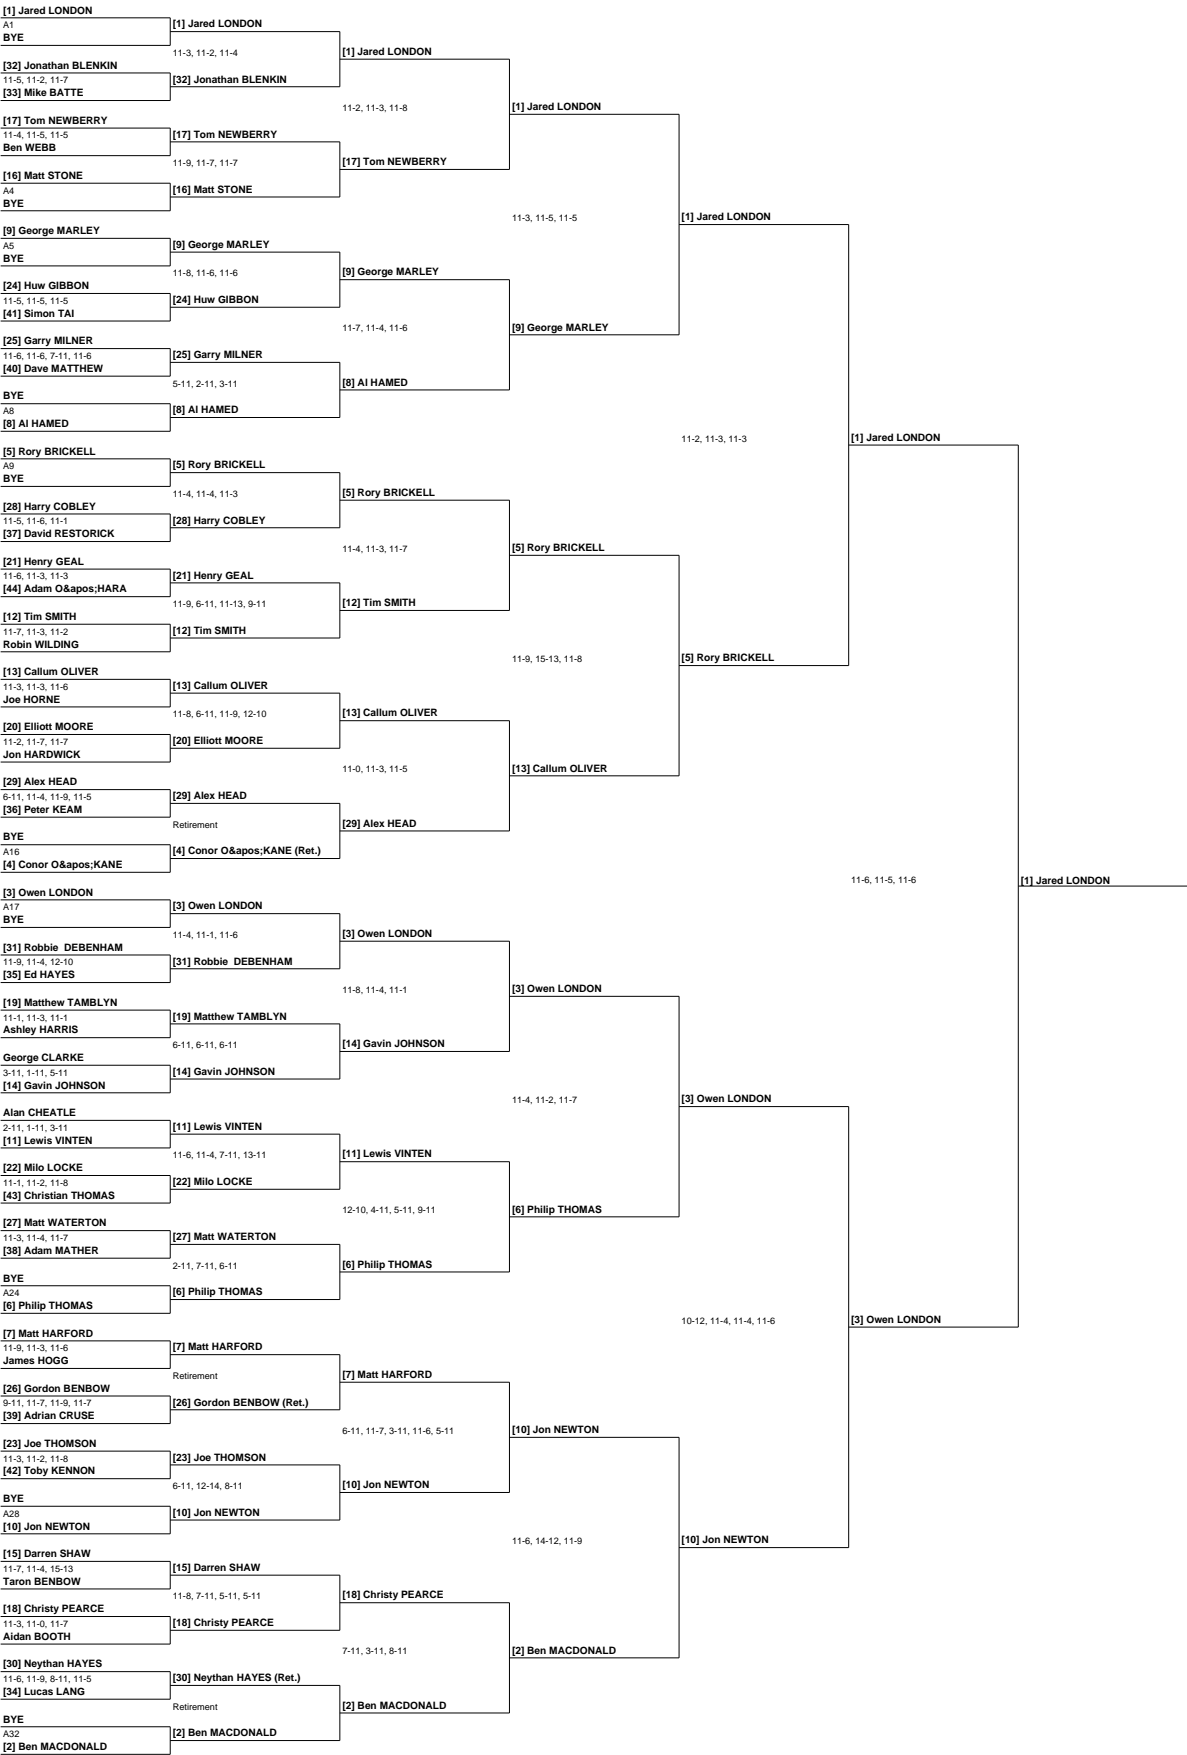 [1] Jared LONDON
A1
BYE
[32] Jonathan BLENKIN
11-5, 11-2, 11-7
[33] Mike BATTE
[17] Tom NEWBERRY
11-4, 11-5, 11-5
Ben WEBB
[16] Matt STONE
A4
BYE
[9] George MARLEY
A5
BYE
[24] Huw GIBBON
11-5, 11-5, 11-5
[41] Simon TAI
[25] Garry MILNER
11-6, 11-6, 7-11, 11-6
[40] Dave MATTHEW
BYE
A8
[8] Al HAMED
[5] Rory BRICKELL
A9
BYE
[28] Harry COBLEY
11-5, 11-6, 11-1
[37] David RESTORICK
[21] Henry GEAL
11-6, 11-3, 11-3
[44] Adam O&apos;HARA
[12] Tim SMITH
11-7, 11-3, 11-2
Robin WILDING
[13] Callum OLIVER
11-3, 11-3, 11-6
Joe HORNE
[20] Elliott MOORE
11-2, 11-7, 11-7
Jon HARDWICK
[29] Alex HEAD
6-11, 11-4, 11-9, 11-5
[36] Peter KEAM
BYE
A16
[4] Conor O&apos;KANE
[3] Owen LONDON
A17
BYE
[31] Robbie  DEBENHAM
11-9, 11-4, 12-10
[35] Ed HAYES
[19] Matthew TAMBLYN
11-1, 11-3, 11-1
Ashley HARRIS
George CLARKE
3-11, 1-11, 5-11
[14] Gavin JOHNSON
Alan CHEATLE
2-11, 1-11, 3-11
[11] Lewis VINTEN
[22] Milo LOCKE
11-1, 11-2, 11-8
[43] Christian THOMAS
[27] Matt WATERTON
11-3, 11-4, 11-7
[38] Adam MATHER
BYE
A24
[6] Philip THOMAS
[7] Matt HARFORD
11-9, 11-3, 11-6
James HOGG
[26] Gordon BENBOW
9-11, 11-7, 11-9, 11-7
[39] Adrian CRUSE
[23] Joe THOMSON
11-3, 11-2, 11-8
[42] Toby KENNON
BYE
A28
[10] Jon NEWTON
[15] Darren SHAW
11-7, 11-4, 15-13
Taron BENBOW
[18] Christy PEARCE
11-3, 11-0, 11-7
Aidan BOOTH
[30] Neythan HAYES
11-6, 11-9, 8-11, 11-5
[34] Lucas LANG
BYE
A32
[2] Ben MACDONALD
[1] Jared LONDON
11-3, 11-2, 11-4
[32] Jonathan BLENKIN
[17] Tom NEWBERRY
11-9, 11-7, 11-7
[16] Matt STONE
[9] George MARLEY
11-8, 11-6, 11-6
[24] Huw GIBBON
[25] Garry MILNER
5-11, 2-11, 3-11
[8] Al HAMED
[5] Rory BRICKELL
11-4, 11-4, 11-3
[28] Harry COBLEY
[21] Henry GEAL
11-9, 6-11, 11-13, 9-11
[12] Tim SMITH
[13] Callum OLIVER
11-8, 6-11, 11-9, 12-10
[20] Elliott MOORE
[29] Alex HEAD
Retirement
[4] Conor O&apos;KANE (Ret.)
[3] Owen LONDON
11-4, 11-1, 11-6
[31] Robbie  DEBENHAM
[19] Matthew TAMBLYN
6-11, 6-11, 6-11
[14] Gavin JOHNSON
[11] Lewis VINTEN
11-6, 11-4, 7-11, 13-11
[22] Milo LOCKE
[27] Matt WATERTON
2-11, 7-11, 6-11
[6] Philip THOMAS
[7] Matt HARFORD
Retirement
[26] Gordon BENBOW (Ret.)
[23] Joe THOMSON
6-11, 12-14, 8-11
[10] Jon NEWTON
[15] Darren SHAW
11-8, 7-11, 5-11, 5-11
[18] Christy PEARCE
[30] Neythan HAYES (Ret.)
Retirement
[2] Ben MACDONALD
[1] Jared LONDON
11-2, 11-3, 11-8
[17] Tom NEWBERRY
[9] George MARLEY
11-7, 11-4, 11-6
[8] Al HAMED
[5] Rory BRICKELL
11-4, 11-3, 11-7
[12] Tim SMITH
[13] Callum OLIVER
11-0, 11-3, 11-5
[29] Alex HEAD
[3] Owen LONDON
11-8, 11-4, 11-1
[14] Gavin JOHNSON
[11] Lewis VINTEN
12-10, 4-11, 5-11, 9-11
[6] Philip THOMAS
[7] Matt HARFORD
6-11, 11-7, 3-11, 11-6, 5-11
[10] Jon NEWTON
[18] Christy PEARCE
7-11, 3-11, 8-11
[2] Ben MACDONALD
[1] Jared LONDON
11-3, 11-5, 11-5
[9] George MARLEY
[5] Rory BRICKELL
11-9, 15-13, 11-8
[13] Callum OLIVER
[3] Owen LONDON
11-4, 11-2, 11-7
[6] Philip THOMAS
[10] Jon NEWTON
11-6, 14-12, 11-9
[2] Ben MACDONALD
[1] Jared LONDON
11-2, 11-3, 11-3
[5] Rory BRICKELL
[3] Owen LONDON
10-12, 11-4, 11-4, 11-6
[10] Jon NEWTON
[1] Jared LONDON
11-6, 11-5, 11-6
[3] Owen LONDON
[1] Jared LONDON